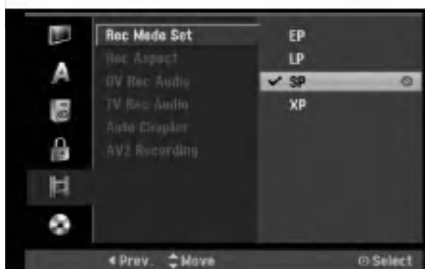 Rec Mode Set
Rec Aspect
DV Rec Audio
TV Rec Audio
Auto Chapter
AV2 Recording
EP
LP
✔ SP
XP
A
◀ Prev. Move
⊙ Select